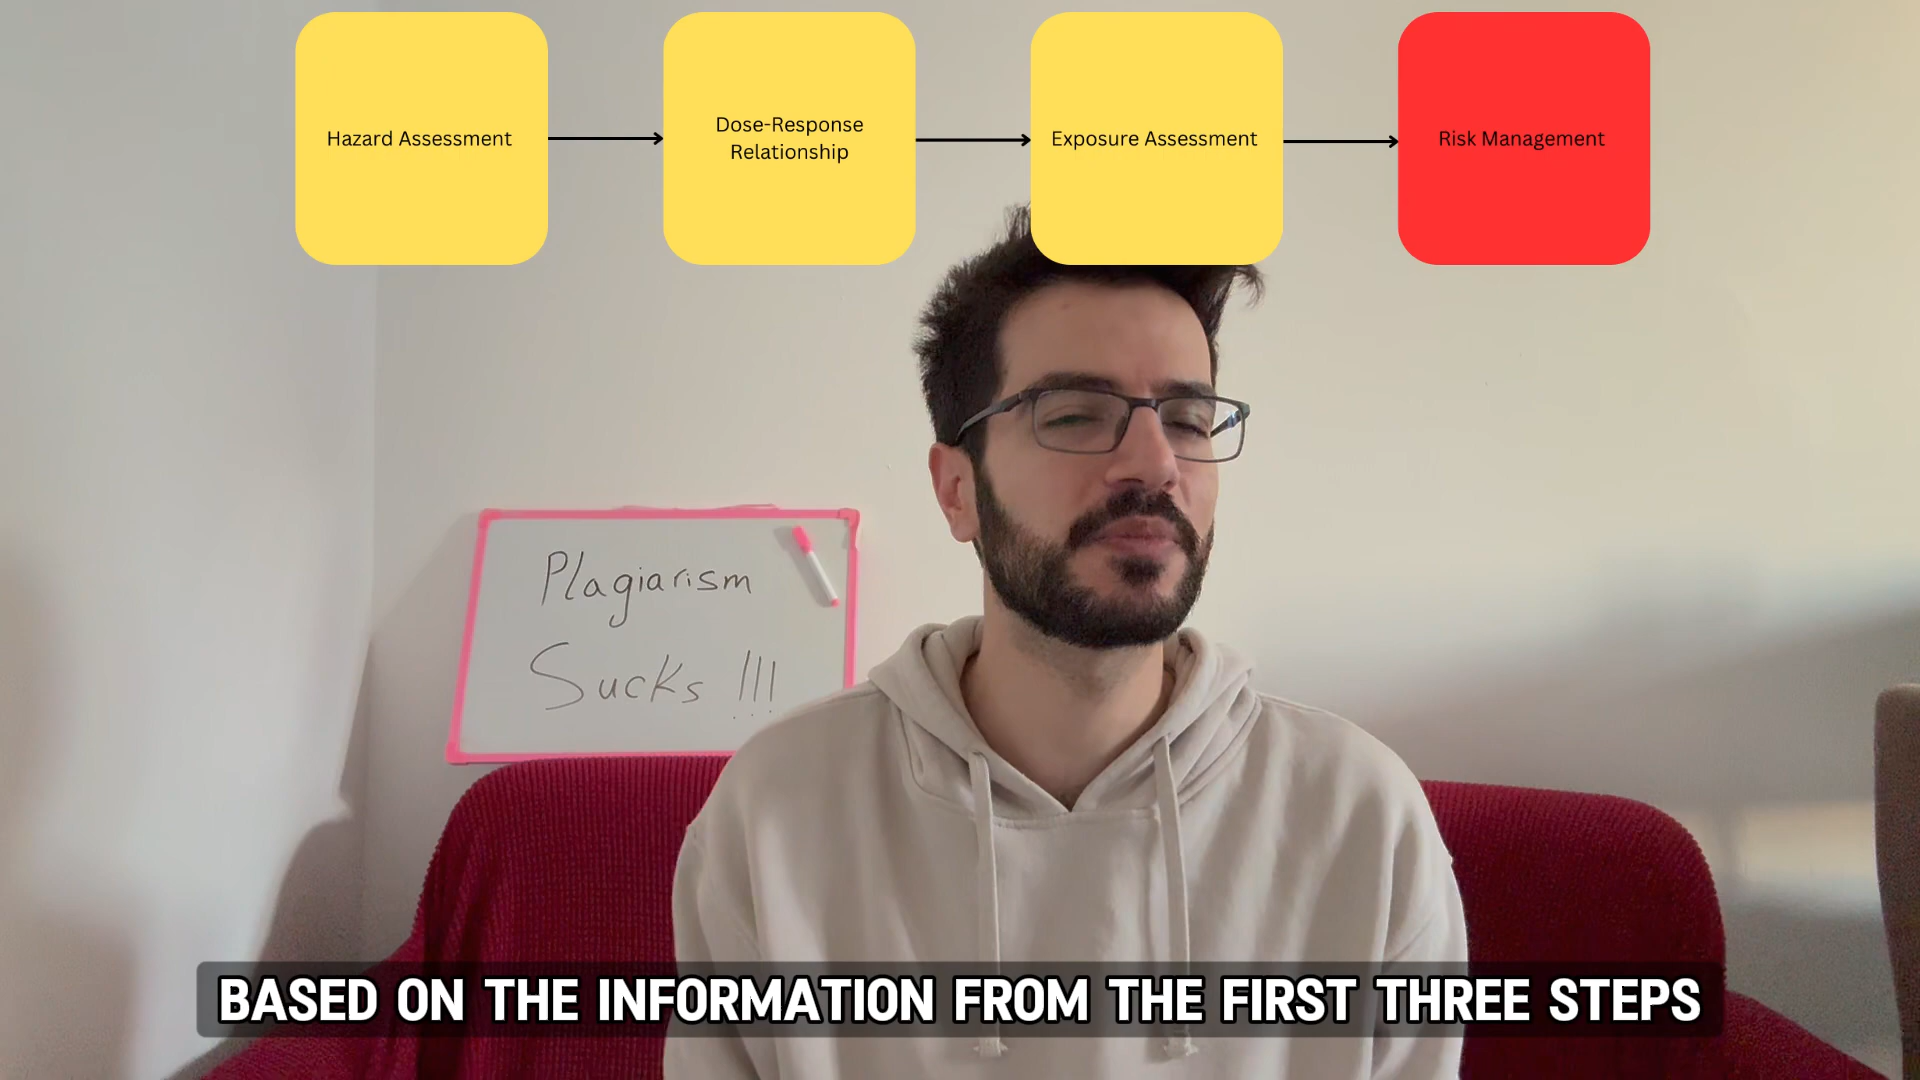 Hazard Assessment
Dose-Response
Relationship
Exposure Assessment
Risk Management
Plagiarism
Sucks !!!
BASED ON THE INFORMATION FROM THE FIRST THREE STEPS